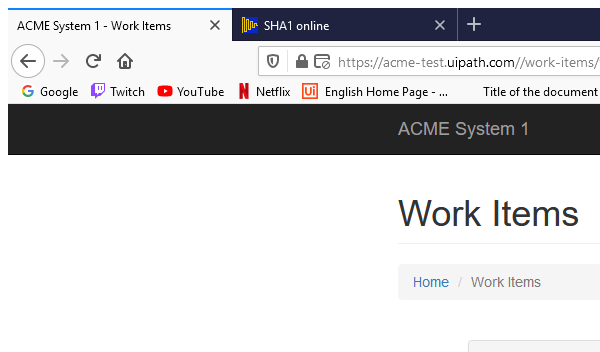 ACME System 1 - Work Items
SHA1 online
https://acme-test.uipath.com//work-items/
Google Twitch YouTube Netflix Ui English Home Page - ... Title of the document
ACME System 1
Work Items
Home / Work Items